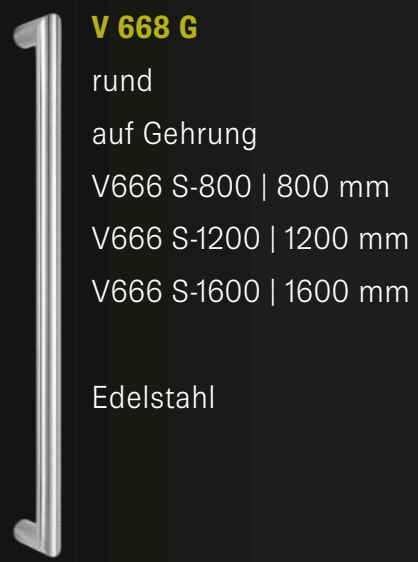 V 668 G
rund
auf Gehrung
V666 S-800 | 800 mm
V666 S-1200 | 1200 mm
V666 S-1600 | 1600 mm
Edelstahl